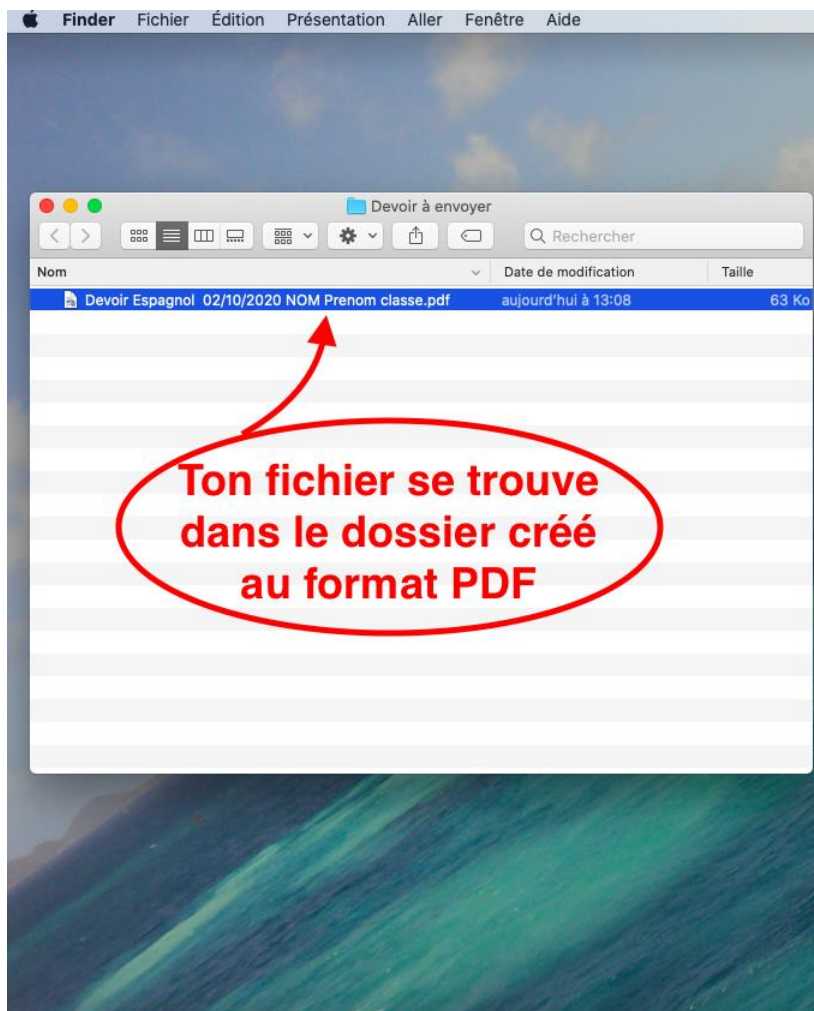 Finder Fichier Édition Présentation Aller Fenêtre Aide
Devoir à envoyer
Rechercher
Nom Date de modification Taille
Devoir Espagnol 02/10/2020 NOM Prenom classe.pdf aujourd'hui à 13:08 63 Ko
Ton fichier se trouve
dans le dossier créé
au format PDF